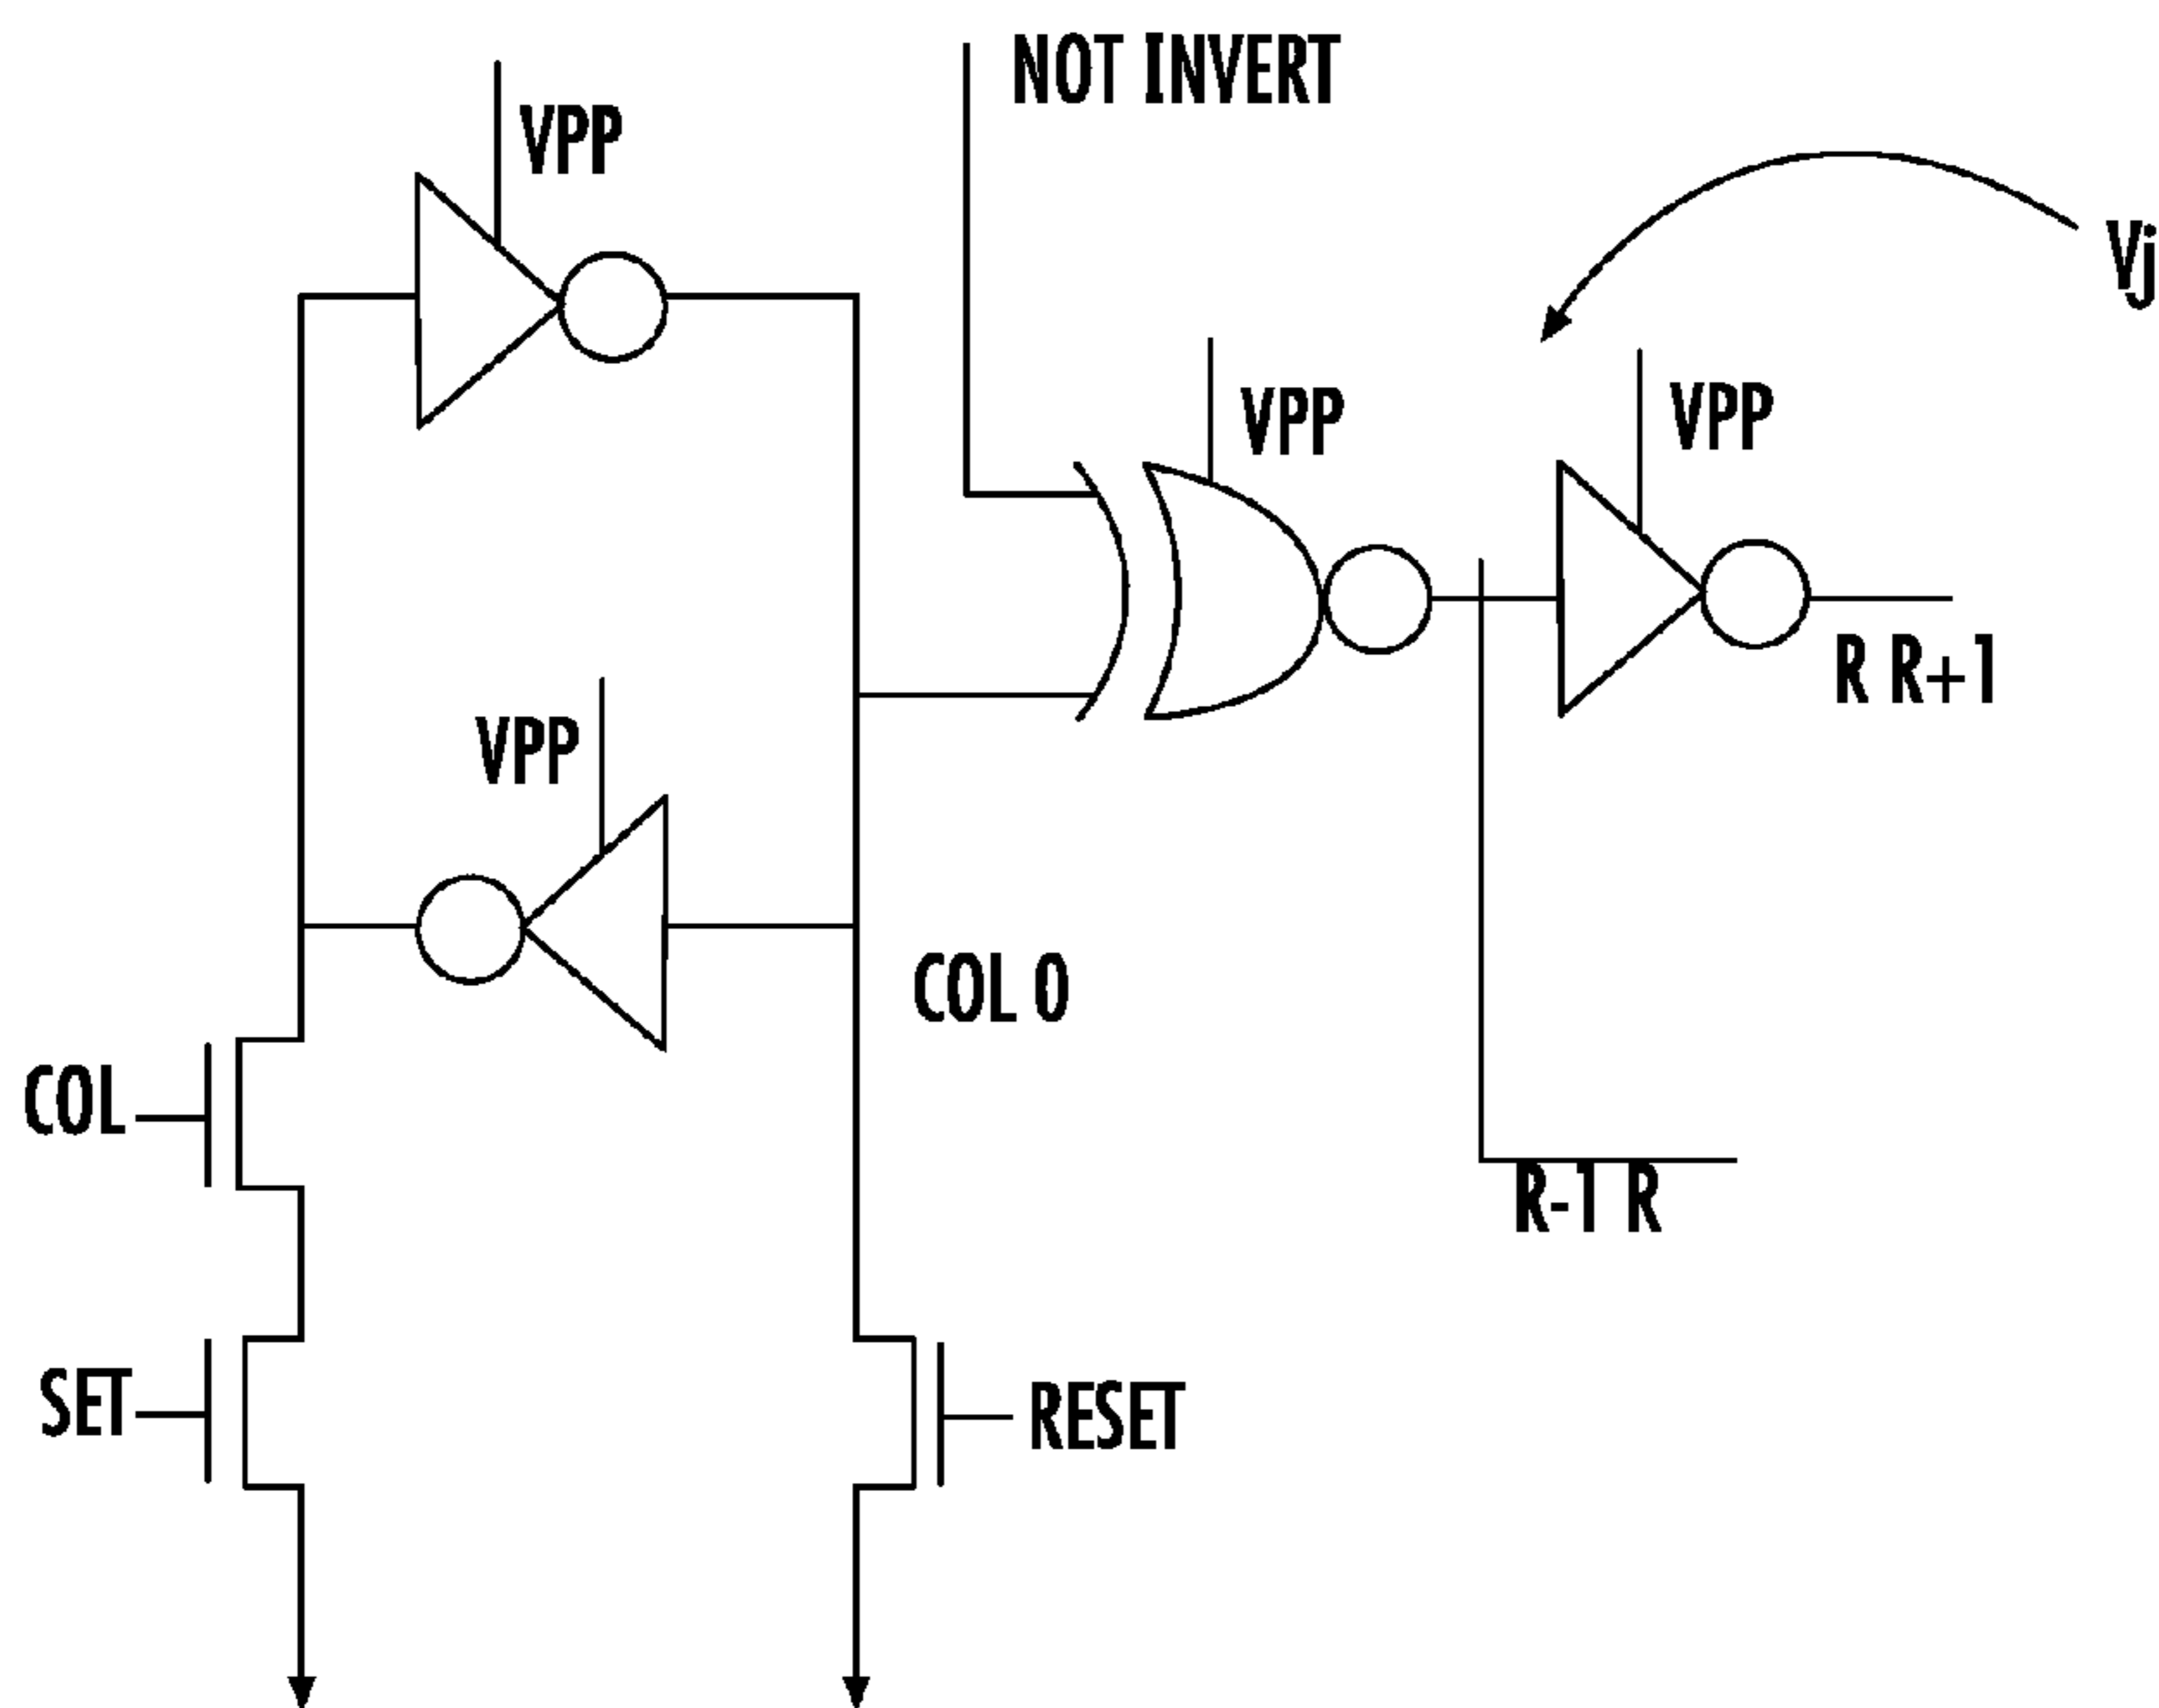 NOT INVERT
VPP
Vj
VPP
VPP
R R+1
VPP
COL 0
COL
R-1 R
SET
RESET